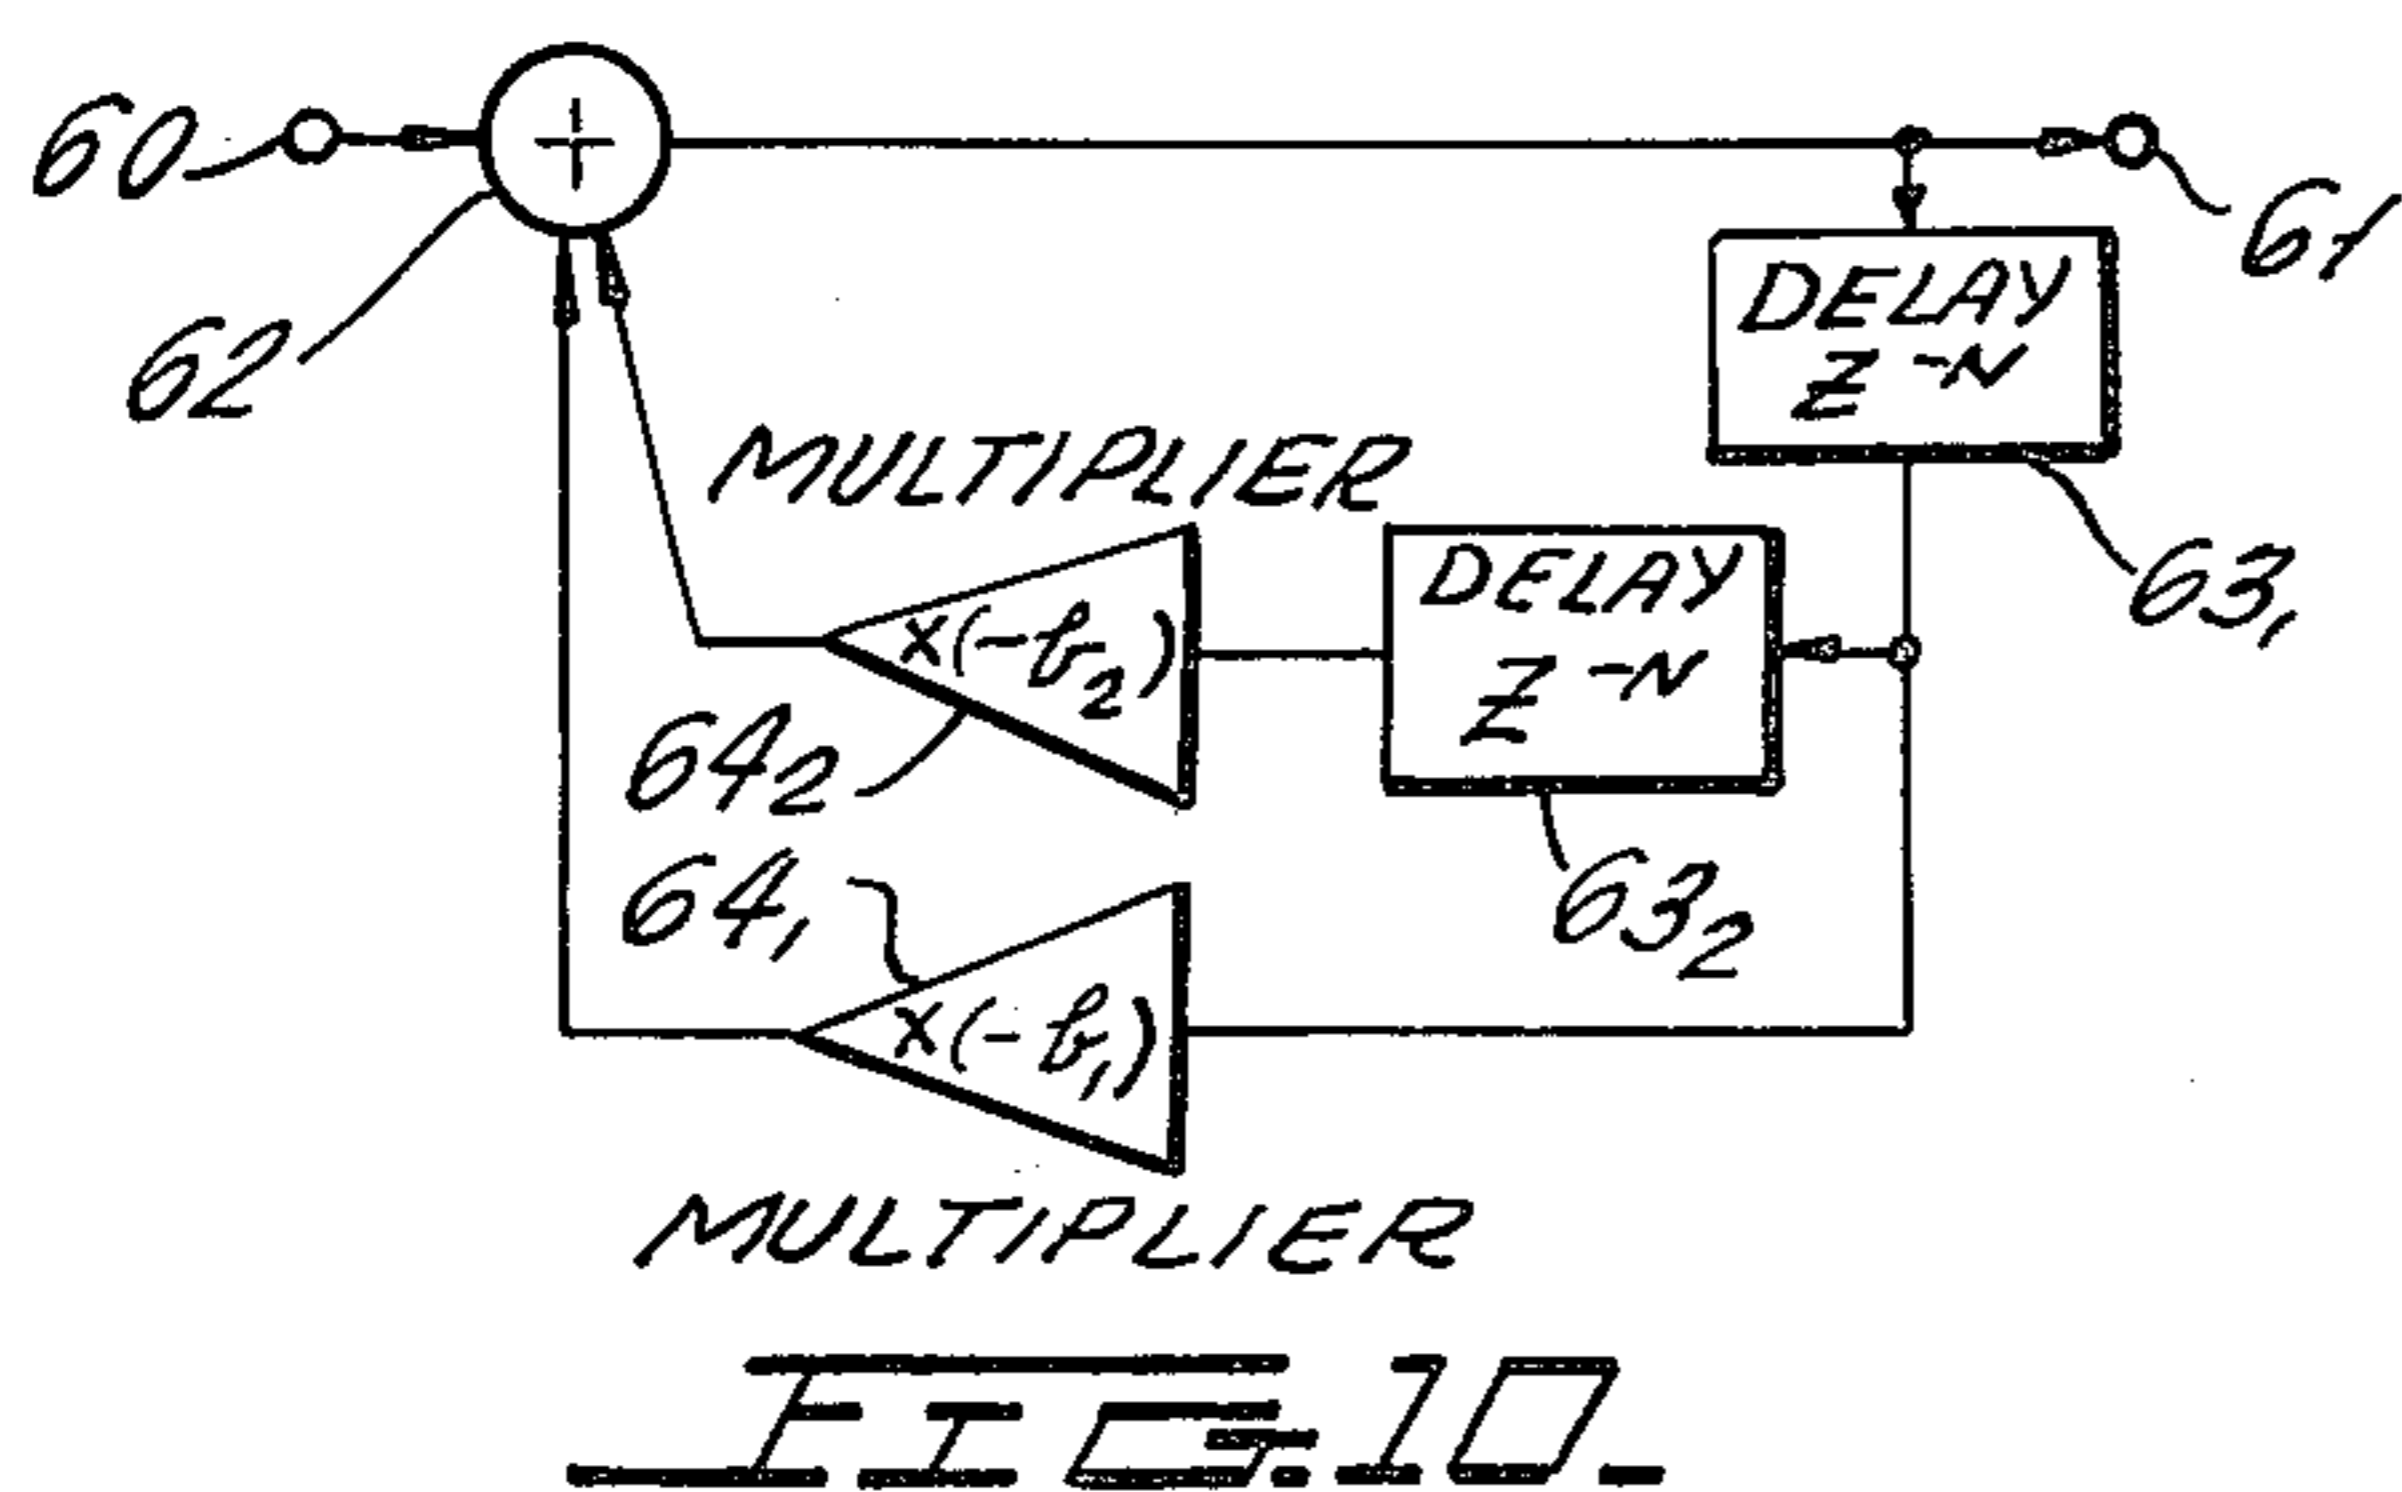 60
+
61
62
DELAY
Z⁻ᴺ
63₁
MULTIPLIER
x(-b₂)
DELAY
Z⁻ᴺ
64₂
63₂
64₁
x(-b₁)
MULTIPLIER
FIG.10.